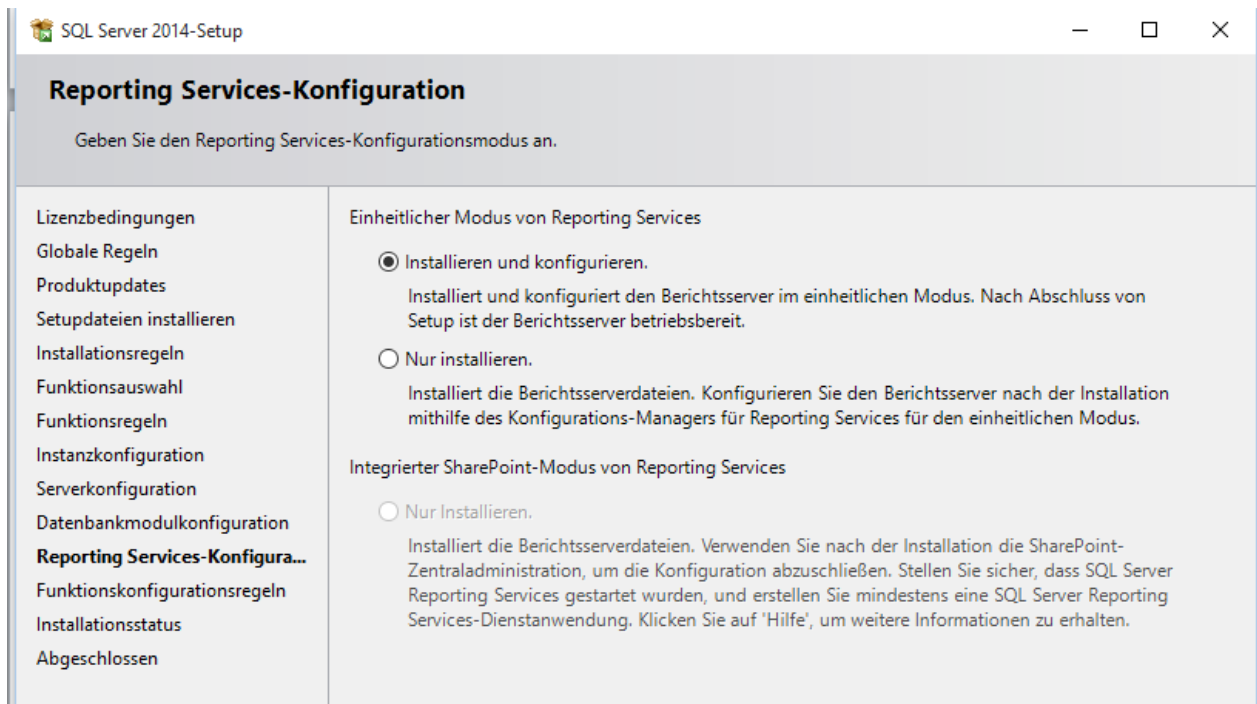 SQL Server 2014-Setup
Reporting Services-Konfiguration
Geben Sie den Reporting Services-Konfigurationsmodus an.
Lizenzbedingungen
Globale Regeln
Produktupdates
Setupdateien installieren
Installationsregeln
Funktionsauswahl
Funktionsregeln
Instanzkonfiguration
Serverkonfiguration
Datenbankmodulkonfiguration
Reporting Services-Konfigura...
Funktionskonfigurationsregeln
Installationsstatus
Abgeschlossen
Einheitlicher Modus von Reporting Services
Installieren und konfigurieren.
Installiert und konfiguriert den Berichtsserver im einheitlichen Modus. Nach Abschluss von
Setup ist der Berichtsserver betriebsbereit.
Nur installieren.
Installiert die Berichtsserverdateien. Konfigurieren Sie den Berichtsserver nach der Installation
mithilfe des Konfigurations-Managers für Reporting Services für den einheitlichen Modus.
Integrierter SharePoint-Modus von Reporting Services
Nur Installieren.
Installiert die Berichtsserverdateien. Verwenden Sie nach der Installation die SharePoint-
Zentraladministration, um die Konfiguration abzuschließen. Stellen Sie sicher, dass SQL Server
Reporting Services gestartet wurden, und erstellen Sie mindestens eine SQL Server Reporting
Services-Dienstanwendung. Klicken Sie auf 'Hilfe', um weitere Informationen zu erhalten.